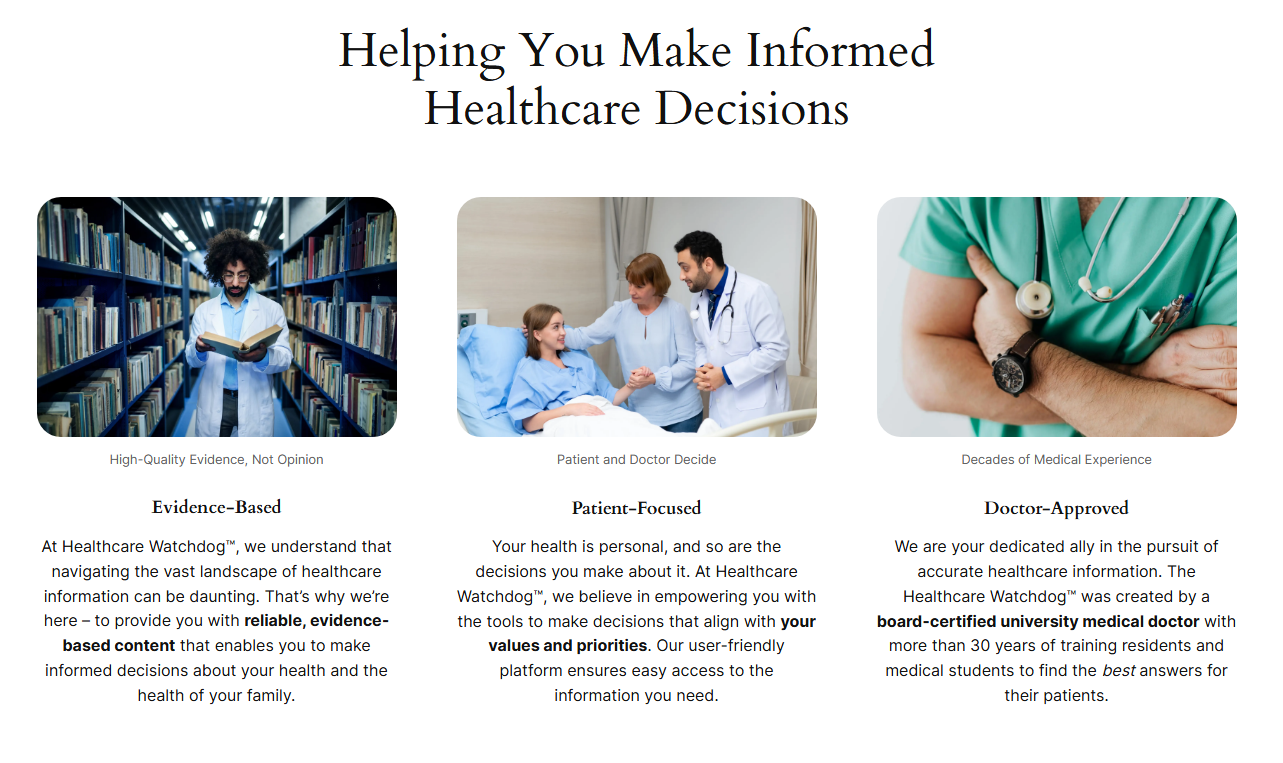 Helping You Make Informed
Healthcare Decisions
High-Quality Evidence, Not Opinion
Evidence-Based
At Healthcare Watchdog™, we understand that
navigating the vast landscape of healthcare
information can be daunting. That’s why we’re
here – to provide you with reliable, evidence-
based content that enables you to make
informed decisions about your health and the
health of your family.
Patient and Doctor Decide
Patient-Focused
Your health is personal, and so are the
decisions you make about it. At Healthcare
Watchdog™, we believe in empowering you with
the tools to make decisions that align with your
values and priorities. Our user-friendly
platform ensures easy access to the
information you need.
Decades of Medical Experience
Doctor-Approved
We are your dedicated ally in the pursuit of
accurate healthcare information. The
Healthcare Watchdog™ was created by a
board-certified university medical doctor with
more than 30 years of training residents and
medical students to find the best answers for
their patients.